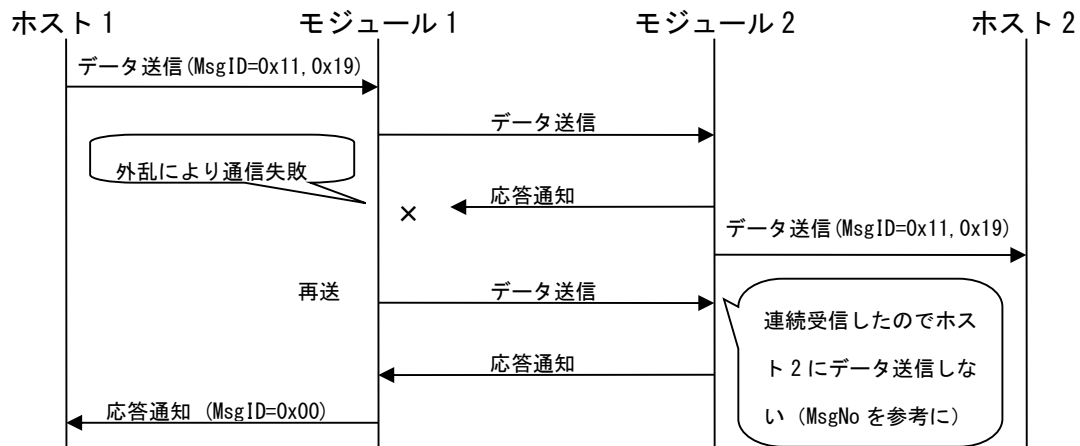 ホスト1 モジュール1 モジュール2 ホスト2
データ送信(MsgID=0x11,0x19)
データ送信
外乱により通信失敗
応答通知
×
データ送信(MsgID=0x11,0x19)
再送
データ送信
連続受信したのでホス
ト2にデータ送信しな
い（MsgNoを参考に）
応答通知
応答通知（MsgID=0x00）